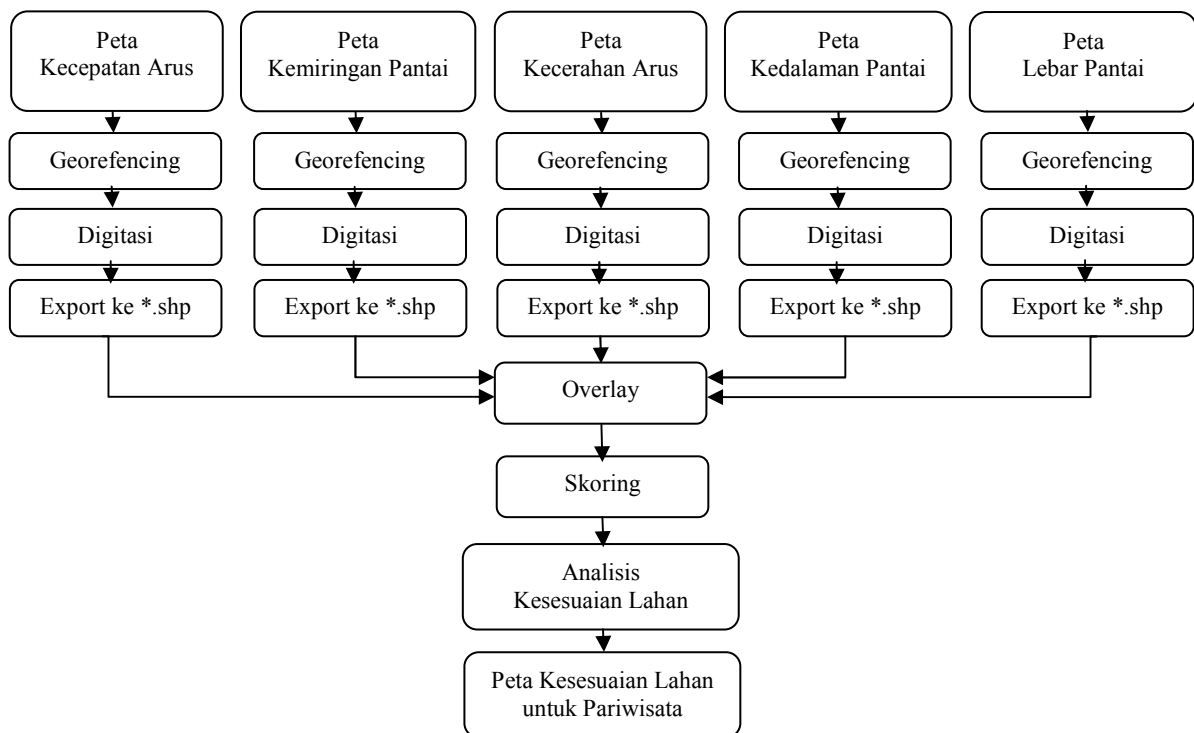 Peta
Kecepatan Arus
Peta
Kemiringan Pantai
Peta
Kecerahan Arus
Peta
Kedalaman Pantai
Peta
Lebar Pantai
Georefencing
Georefencing
Georefencing
Georefencing
Georefencing
Digitasi
Digitasi
Digitasi
Digitasi
Digitasi
Export ke *.shp
Export ke *.shp
Export ke *.shp
Export ke *.shp
Export ke *.shp
Overlay
Skoring
Analisis
Kesesuaian Lahan
Peta Kesesuaian Lahan
untuk Pariwisata